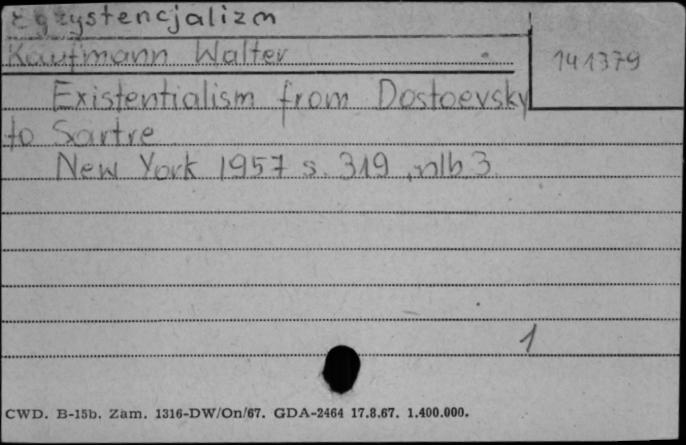 Egzystencjalizm
Kaufmann Walter
141379
Existentialism from Dostoevsky
to Sartre
New York 1957 s. 319, nlb 3.
1
CWD. B-15b. Zam. 1316-DW/On/67. GDA-2464 17.8.67. 1.400.000.